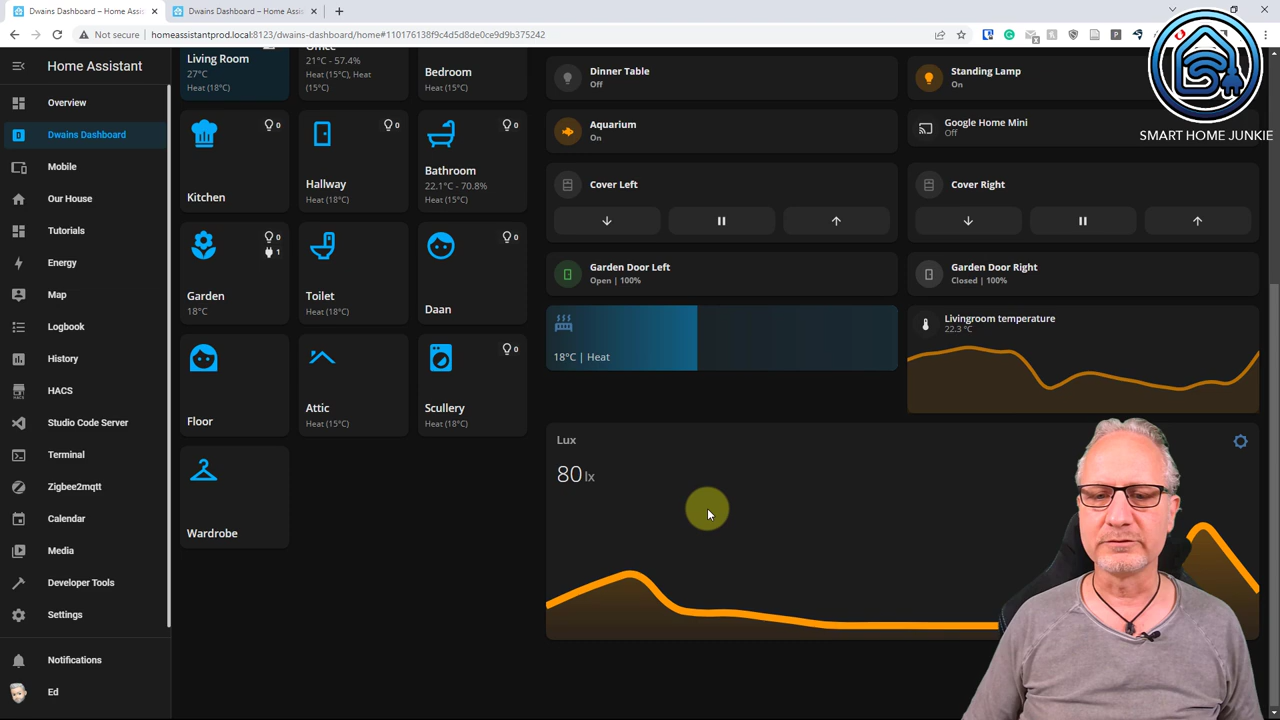 Dwains Dashboard – Home Assis
Dwains Dashboard – Home Assis
Not secure
homeassistantprod.local:8123/dwains-dashboard/home#110176138f9c4d5d8de0ce9d9b375242
SMART HOME JUNKIE
Home Assistant
Overview
Dwains Dashboard
Mobile
Our House
Tutorials
Energy
Map
Logbook
History
HACS
Studio Code Server
Terminal
Zigbee2mqtt
Calendar
Media
Developer Tools
Settings
Notifications
Ed
Living Room
27°C
Heat (18°C)
Office
21°C - 57.4%
Heat (15°C), Heat
(15°C)
Bedroom
Heat (15°C)
0
Kitchen
0
Hallway
Heat (18°C)
0
Bathroom
22.1°C - 70.8%
Heat (15°C)
0
1
Garden
18°C
Toilet
Heat (18°C)
0
Daan
Floor
Attic
Heat (15°C)
0
Scullery
Heat (18°C)
Wardrobe
Dinner Table
Off
Standing Lamp
On
Aquarium
On
Google Home Mini
Off
Cover Left
Cover Right
Garden Door Left
Open | 100%
Garden Door Right
Closed | 100%
18°C | Heat
Livingroom temperature
22.3 °C
Lux
80 lx